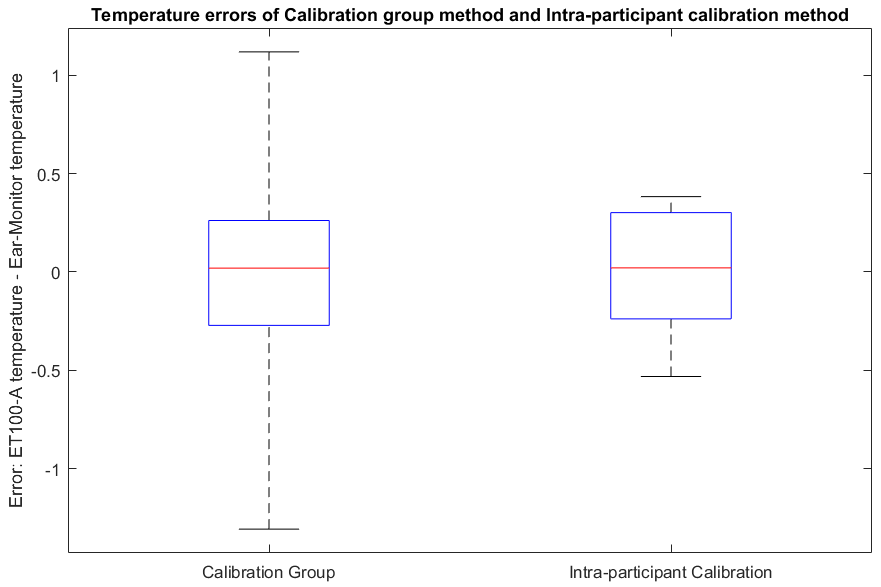 Temperature errors of Calibration group method and Intra-participant calibration method
Error: ET100-A temperature - Ear-Monitor temperature
1
0.5
0
-0.5
-1
Calibration Group
Intra-participant Calibration